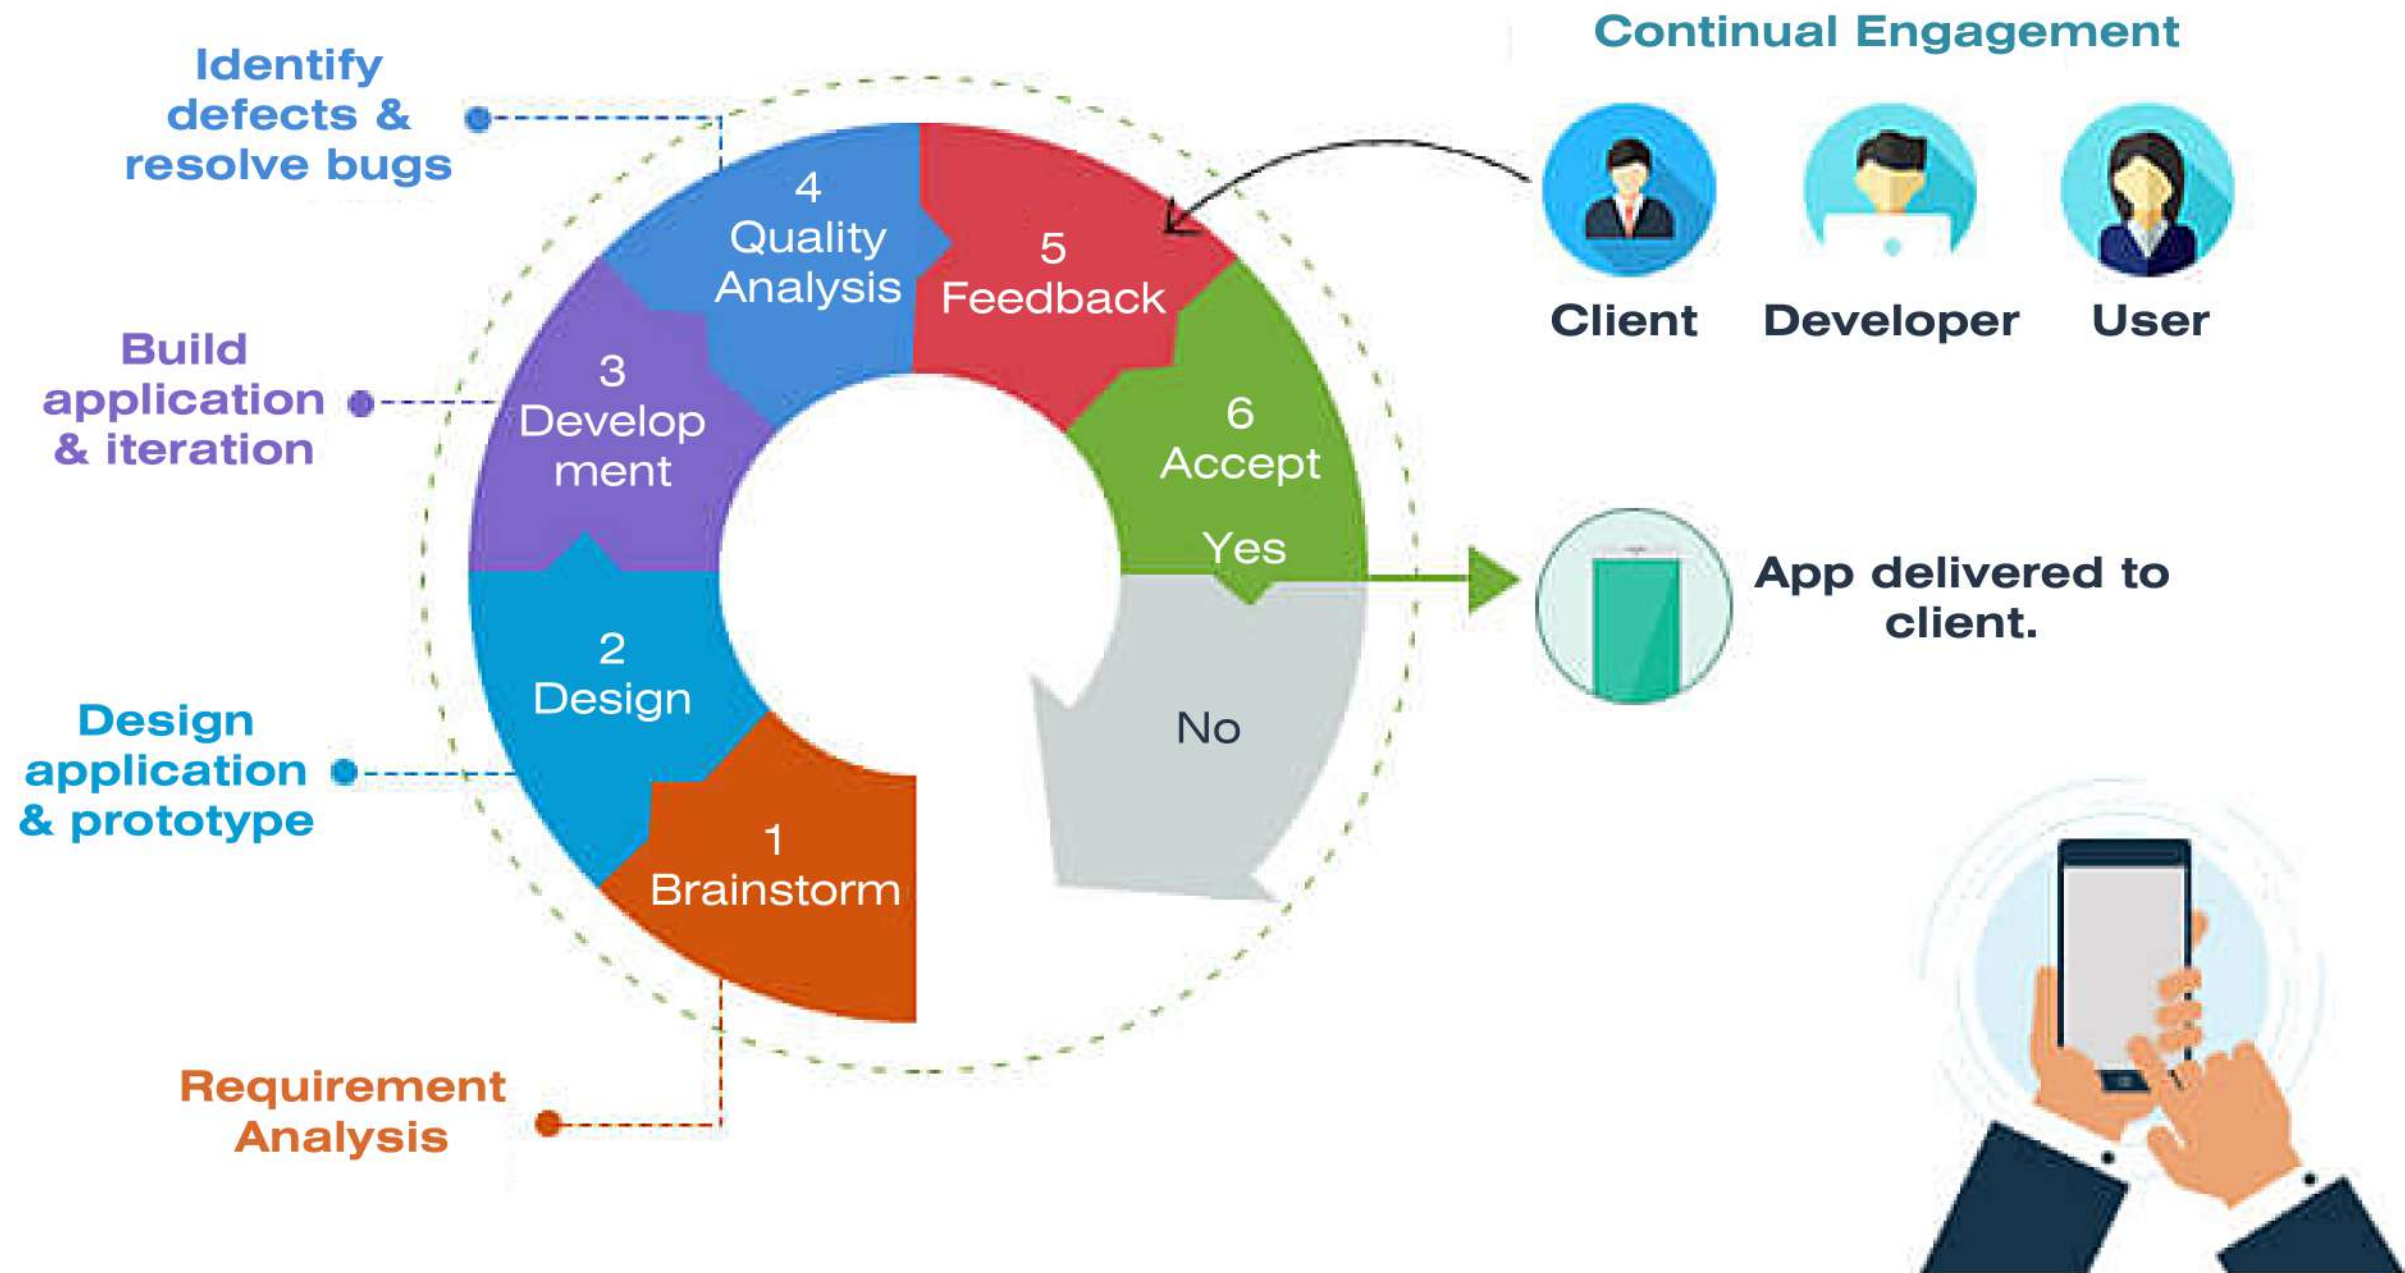 Continual Engagement
Identify
defects &
resolve bugs
4
Quality
Analysis
5
Feedback
Client
Developer
User
Build
application
& iteration
3
Develop
ment
6
Accept
Yes
App delivered to
client.
2
Design
No
Design
application
& prototype
1
Brainstorm
Requirement
Analysis